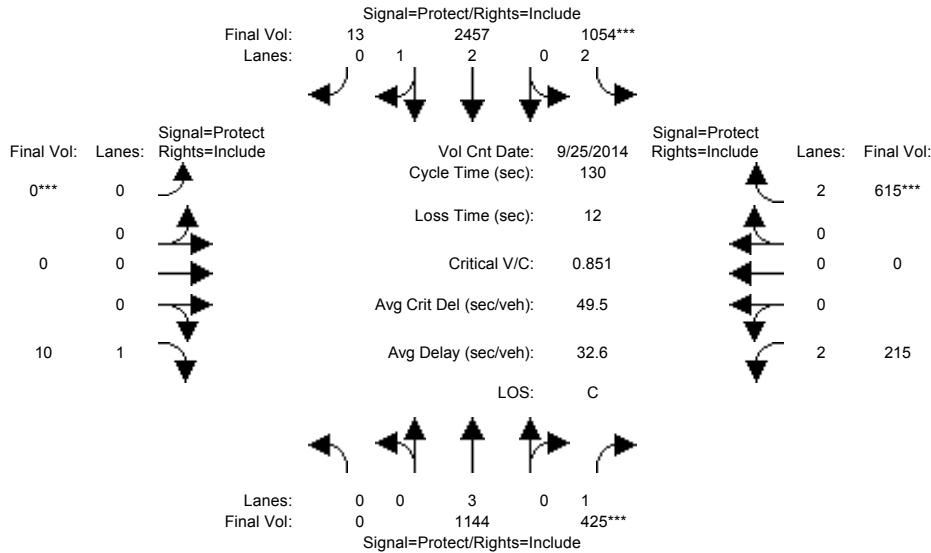 Signal=Protect/Rights=Include
Final Vol: 13 2457 1054***
Lanes: 0 1 2 0 2
Signal=Protect Signal=Protect
Final Vol: Lanes: Rights=Include Vol Cnt Date: 9/25/2014 Rights=Include Lanes: Final Vol:
Cycle Time (sec): 130
0*** 0 2 615***
Loss Time (sec): 12
0 0
0 0 Critical V/C: 0.851 0 0
0 Avg Crit Del (sec/veh): 49.5 0
10 1 Avg Delay (sec/veh): 32.6 2 215
LOS: C
Lanes: 0 0 3 0 1
Final Vol: 0 1144 425***
Signal=Protect/Rights=Include